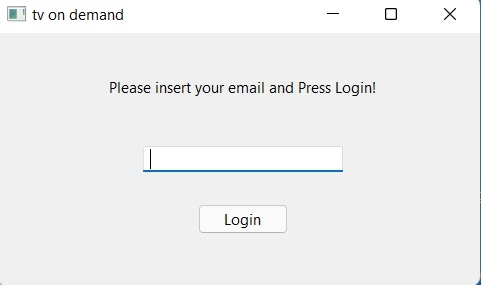 tv on demand
Please insert your email and Press Login!
Login